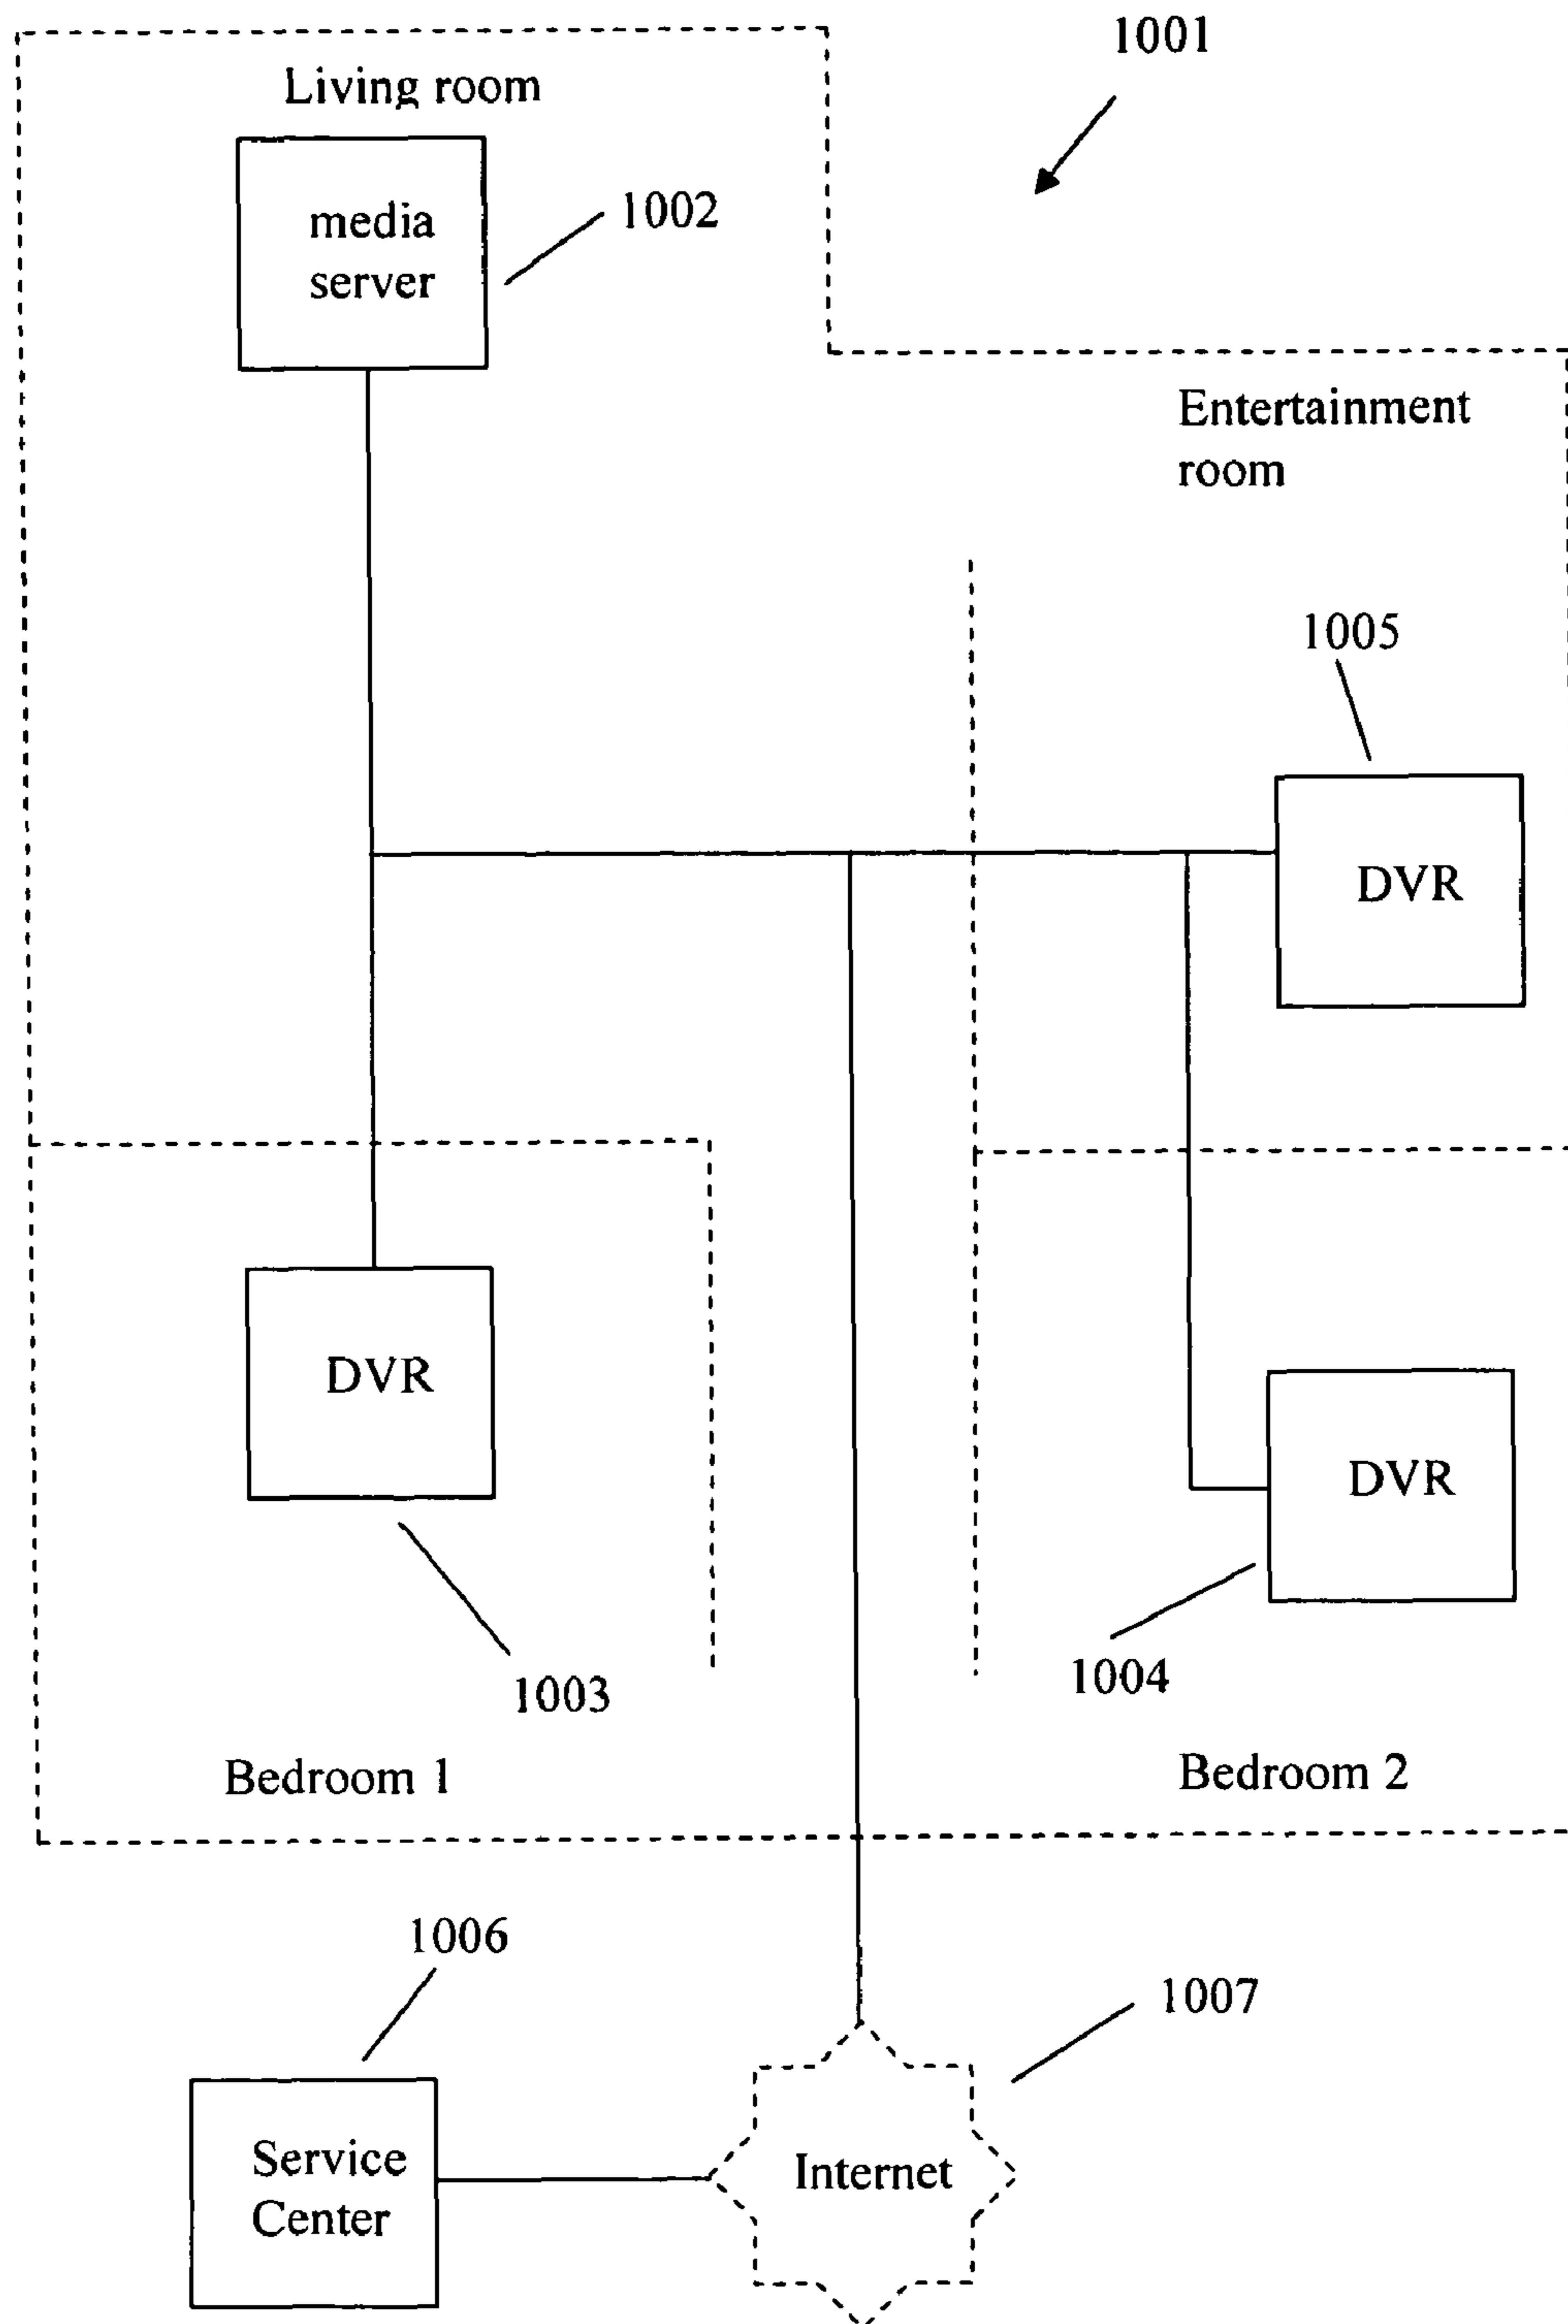 1001
Living room
media
server
1002
Entertainment
room
1005
DVR
DVR
DVR
1004
1003
Bedroom 1
Bedroom 2
1006
1007
Service
Center
Internet